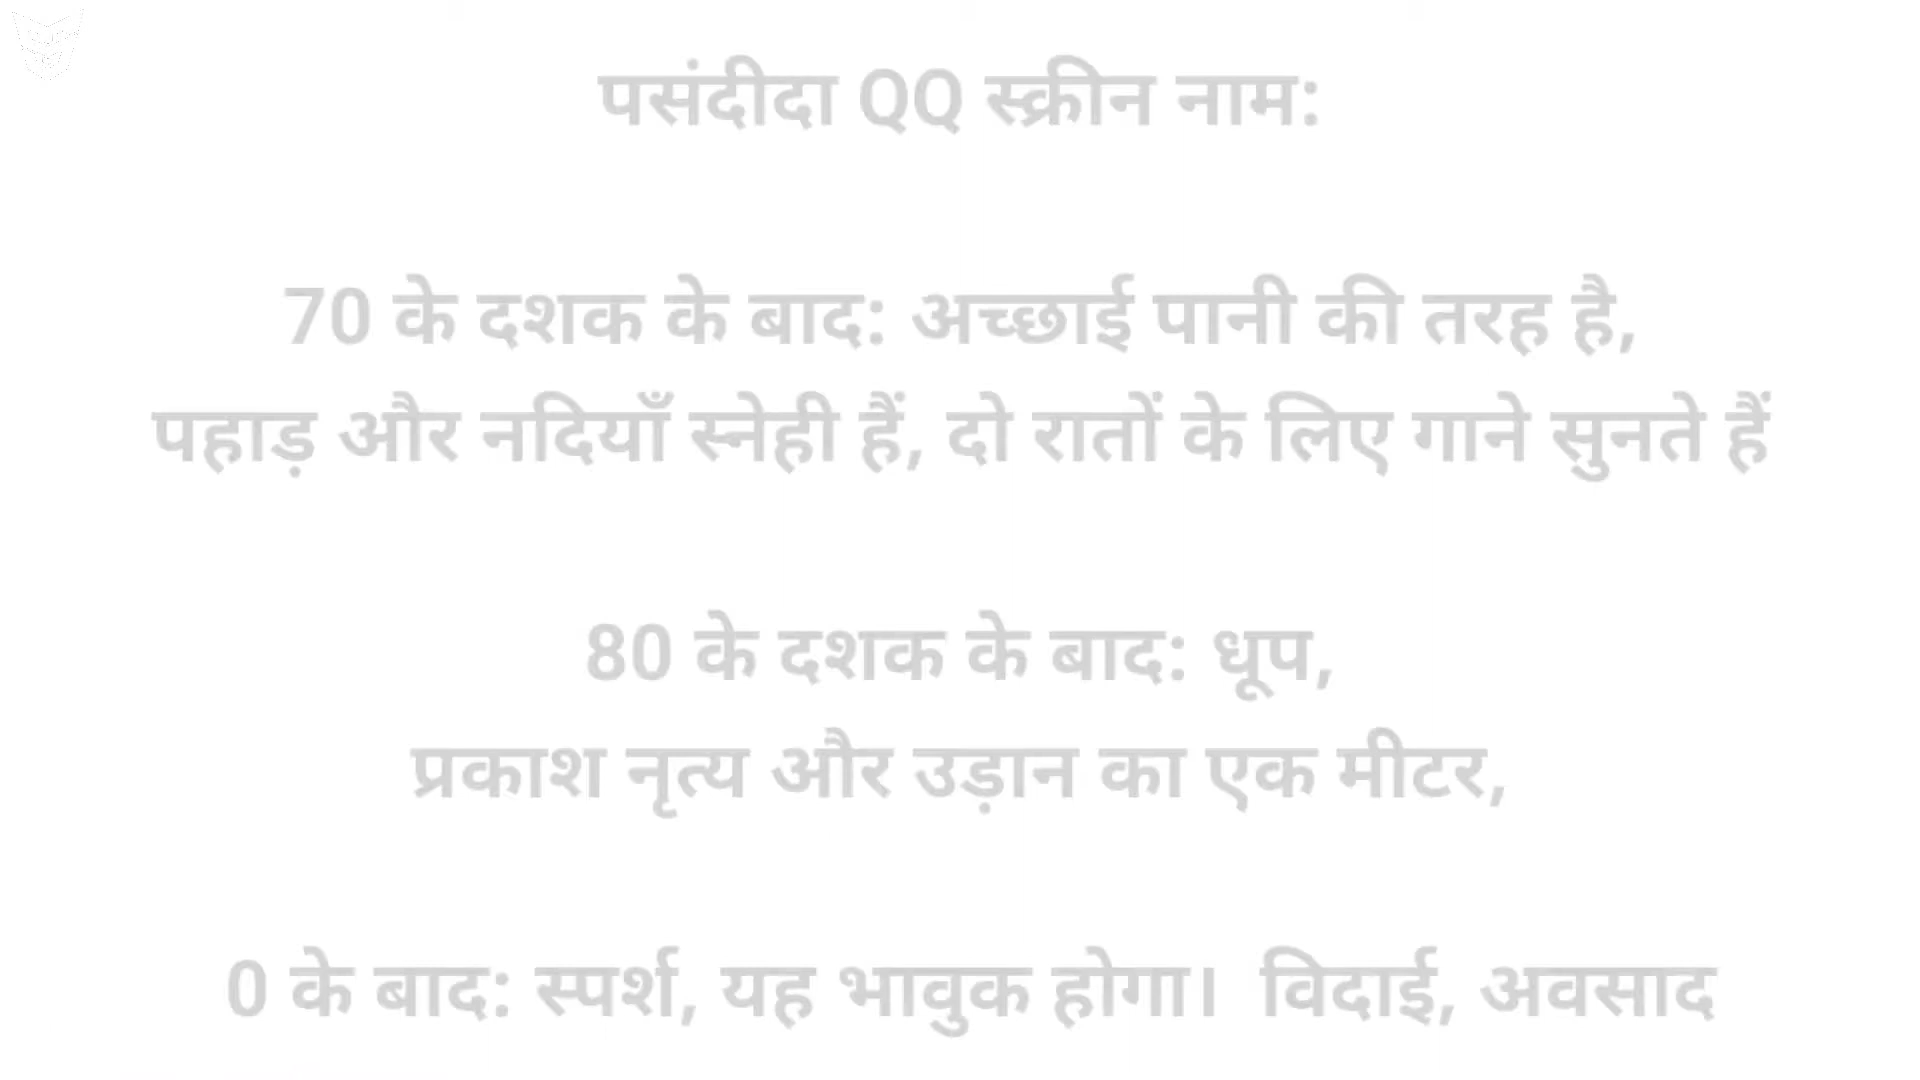 पसंदीदा QQ स्क्रीन नाम:
70 के दशक के बाद: अच्छाई पानी की तरह है,
पहाड़ और नदियाँ स्नेही हैं, दो रातों के लिए गाने सुनते हैं
80 के दशक के बाद: धूप,
प्रकाश नृत्य और उड़ान का एक मीटर,
0 के बाद: स्पर्श, यह भावुक होगा। विदाई, अवसाद